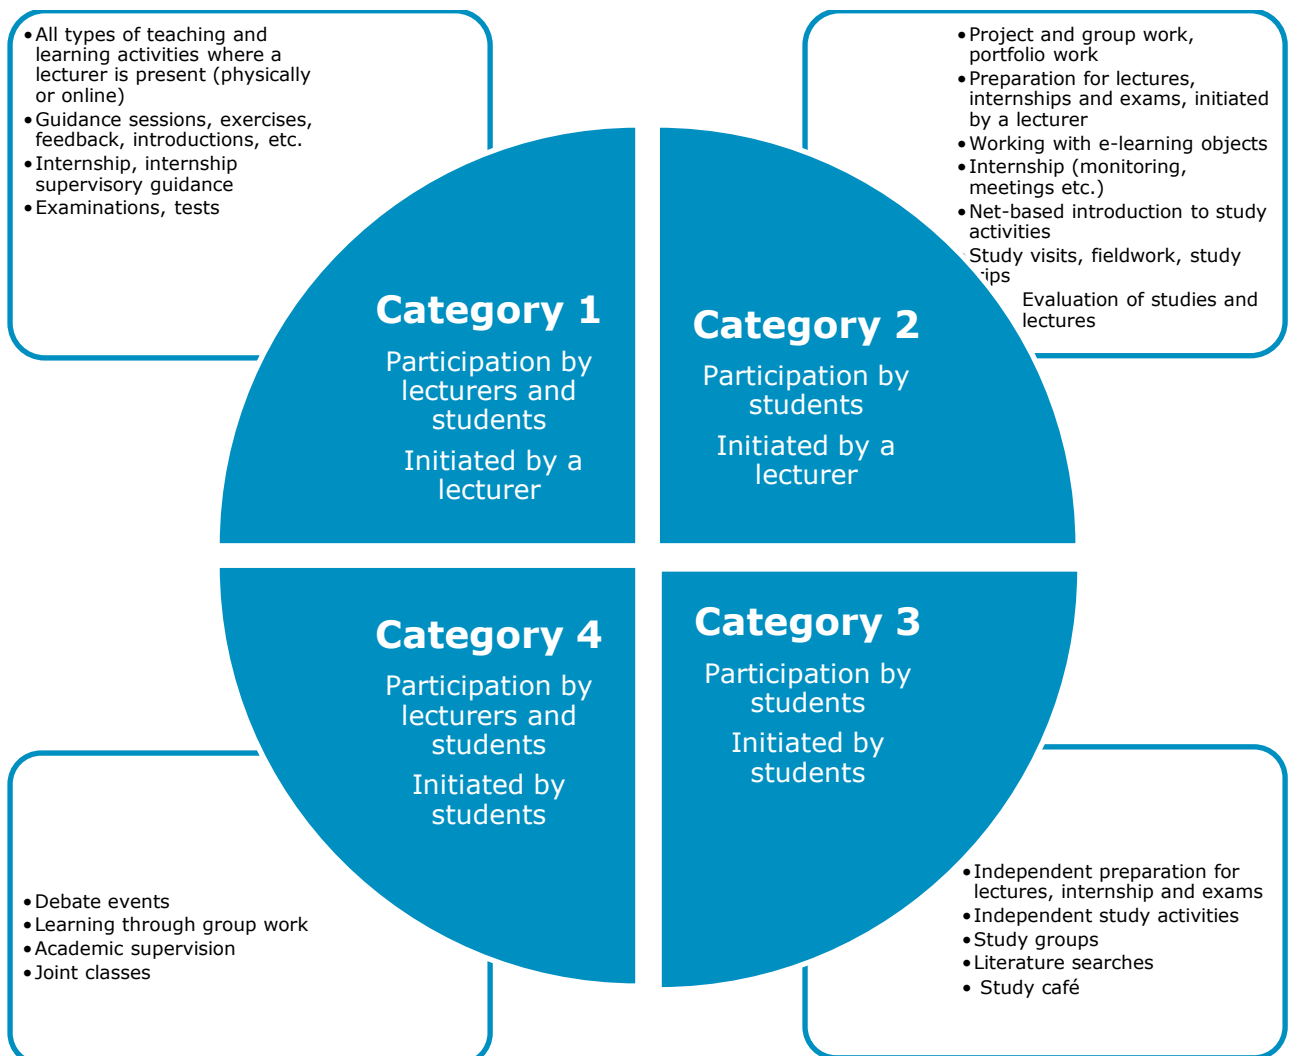 •All types of teaching and
learning activities where a
lecturer is present (physically
or online)
•Guidance sessions, exercises,
feedback, introductions, etc.
•Internship, internship
supervisory guidance
•Examinations, tests
•Project and group work,
portfolio work
•Preparation for lectures,
internships and exams, initiated
by a lecturer
•Working with e-learning objects
•Internship (monitoring,
meetings etc.)
•Net-based introduction to study
activities
Study visits, fieldwork, study
rips
Evaluation of studies and
lectures
Category 1
Participation by
lecturers and
students
Initiated by a
lecturer
Category 2
Participation by
students
Initiated by a
lecturer
Category 4
Participation by
lecturers and
students
Initiated by
students
Category 3
Participation by
students
Initiated by
students
•Debate events
•Learning through group work
•Academic supervision
•Joint classes
•Independent preparation for
lectures, internship and exams
•Independent study activities
•Study groups
•Literature searches
• Study café